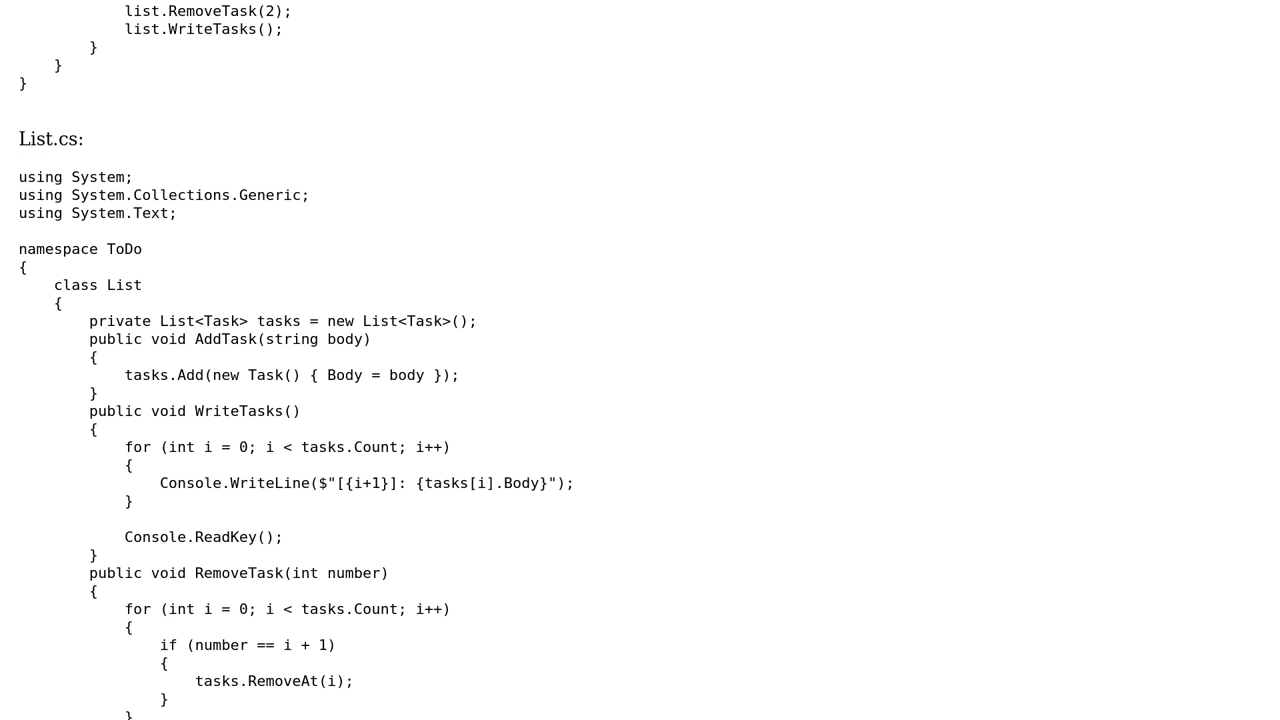 list.RemoveTask(2);
            list.WriteTasks();
        }
    }
}
List.cs:
using System;
using System.Collections.Generic;
using System.Text;
namespace ToDo
{
    class List
    {
        private List<Task> tasks = new List<Task>();
        public void AddTask(string body)
        {
            tasks.Add(new Task() { Body = body });
        }
        public void WriteTasks()
        {
            for (int i = 0; i < tasks.Count; i++)
            {
                Console.WriteLine($"[{i+1}]: {tasks[i].Body}");
            }
            Console.ReadKey();
        }
        public void RemoveTask(int number)
        {
            for (int i = 0; i < tasks.Count; i++)
            {
                if (number == i + 1)
                {
                    tasks.RemoveAt(i);
                }
            }